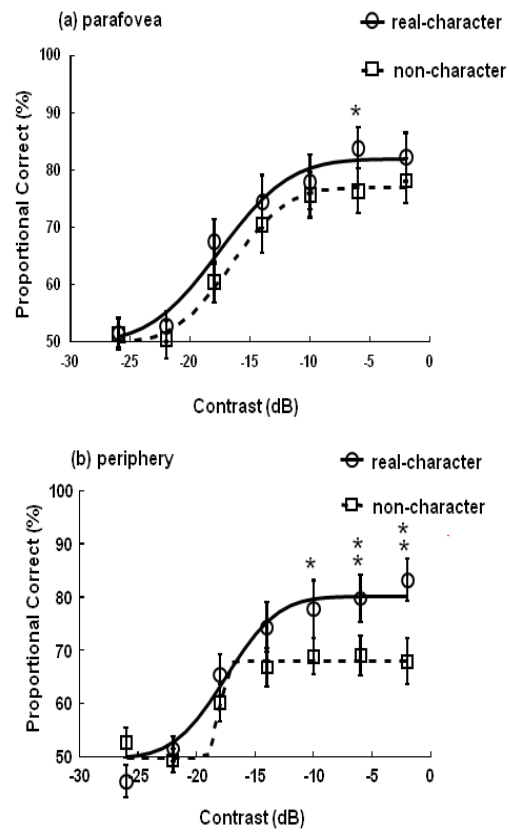 (a) parafovea
real-character
non-character
Proportional Correct (%)
100
90
80
70
60
50
*
-30 -25 -20 -15 -10 -5 0
Contrast (dB)
(b) periphery
real-character
non-character
Proportional Correct (%)
100
90
80
70
60
50
* * * * *
-30 -25 -20 -15 -10 -5 0
Contrast (dB)